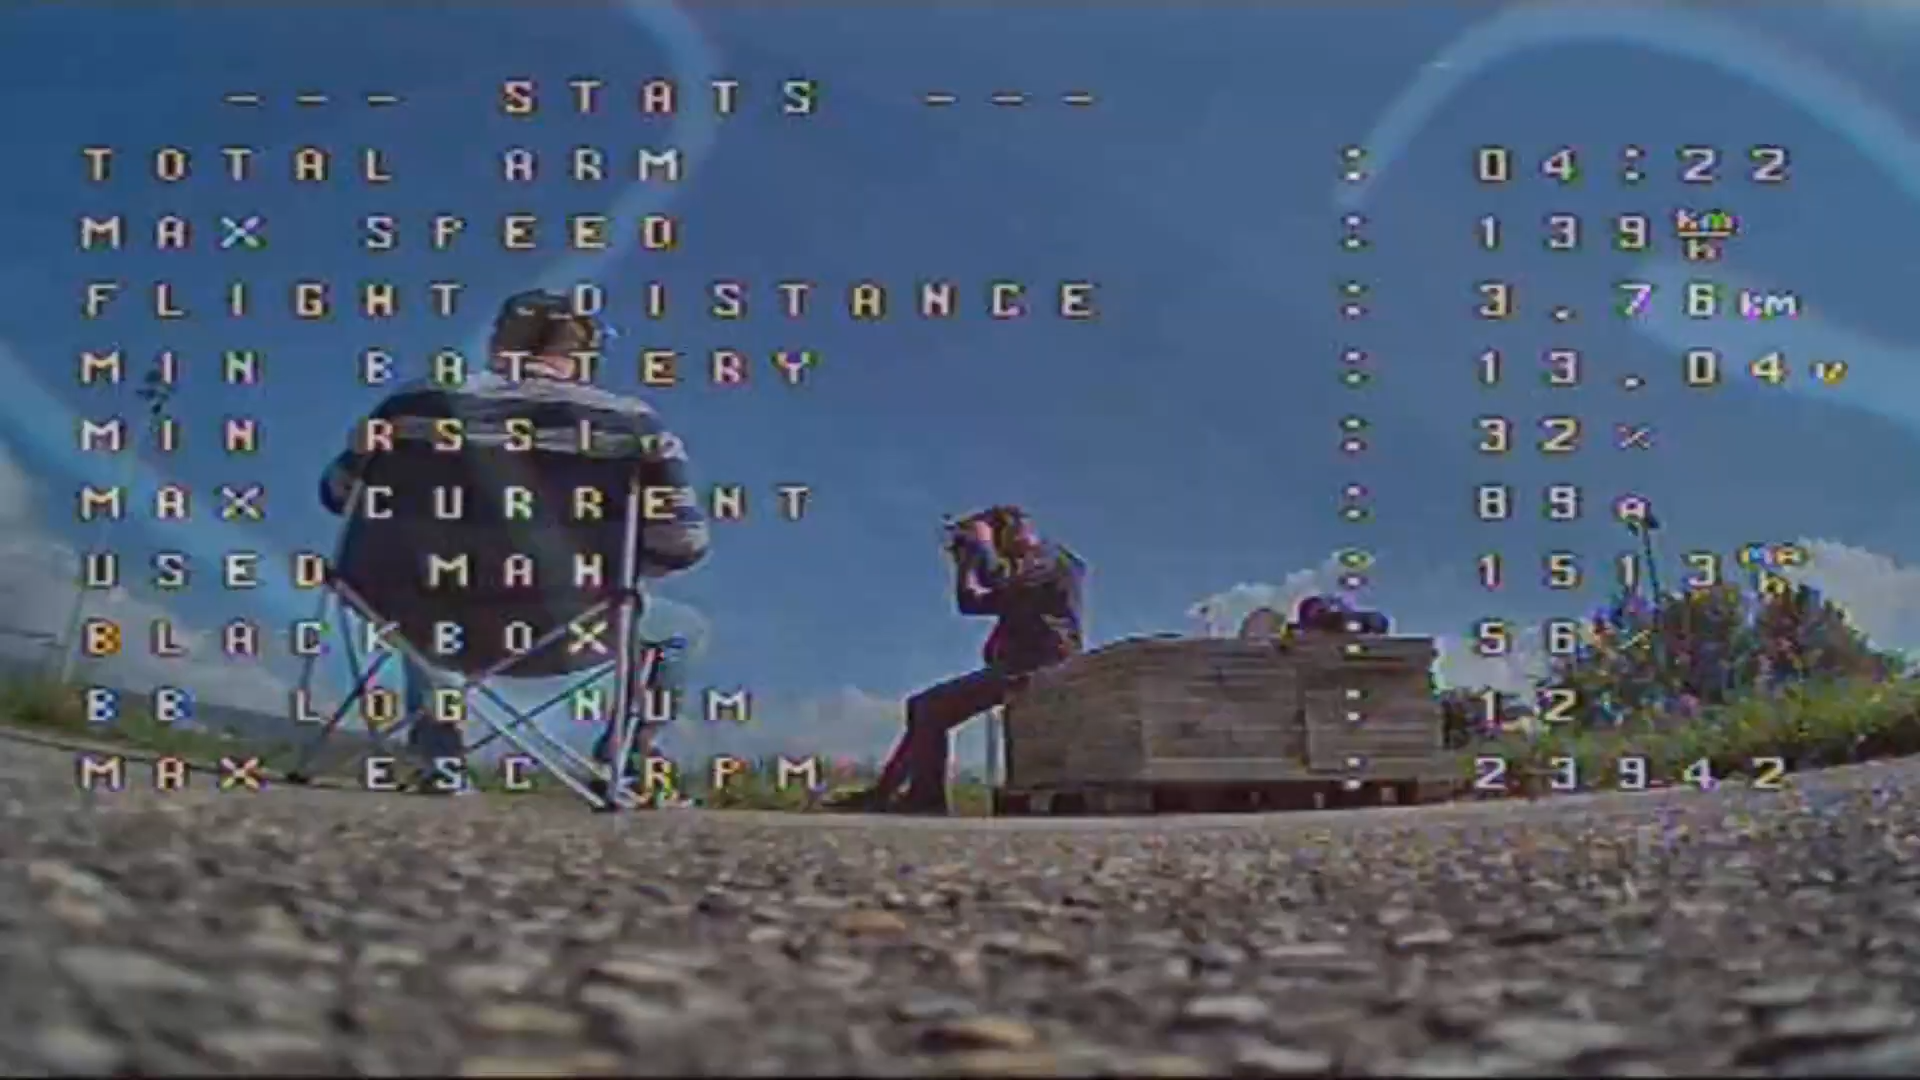 --- STATS ---
TOTAL ARM : 04:22
MAX SPEED : 139 km/h
FLIGHT DISTANCE : 3.76 km
MIN BATTERY : 13.04 v
MIN RSSI : 32%
MAX CURRENT : 89 A
USED MAH : 1513 mAh
BLACKBOX : 56%
BB LOG NUM : 12
MAX ESC RPM : 23942